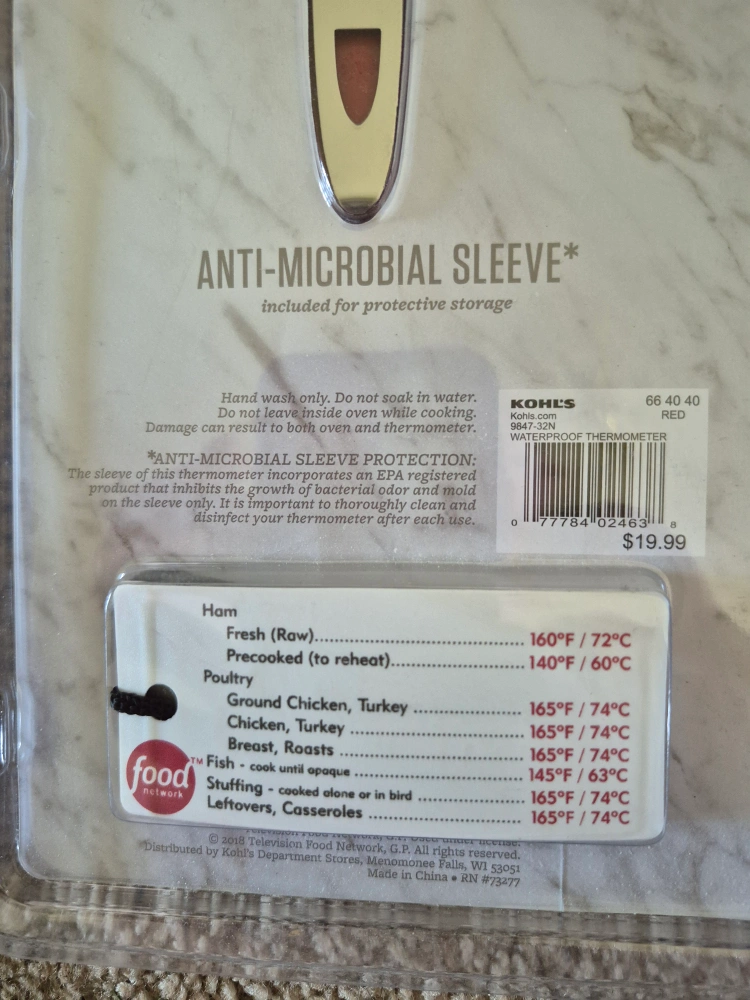 ANTI-MICROBIAL SLEEVE*
included for protective storage
Hand wash only. Do not soak in water.
Do not leave inside oven while cooking.
Damage can result to both oven and thermometer.
*ANTI-MICROBIAL SLEEVE PROTECTION:
The sleeve of this thermometer incorporates an EPA registered
product that inhibits the growth of bacterial odor and mold
on the sleeve only. It is important to thoroughly clean and
disinfect your thermometer after each use.
KOHL'S 66 40 40
Kohls.com RED
9847-32N
WATERPROOF THERMOMETER
0 77784 02463 8
$19.99
Ham
Fresh (Raw)........ 160°F / 72°C
Precooked (to reheat)........ 140°F / 60°C
Poultry
Ground Chicken, Turkey ........ 165°F / 74°C
Chicken, Turkey ........ 165°F / 74°C
Breast, Roasts ........ 165°F / 74°C
Fish - cook until opaque ........ 145°F / 63°C
Stuffing - cooked alone or in bird ........ 165°F / 74°C
Leftovers, Casseroles ........ 165°F / 74°C
food™
network
Television Food Network, G.P. Used under license.
© 2018 Television Food Network, G.P. All rights reserved.
Distributed by Kohl's Department Stores, Menomonee Falls, WI 53051
Made in China • RN #73277